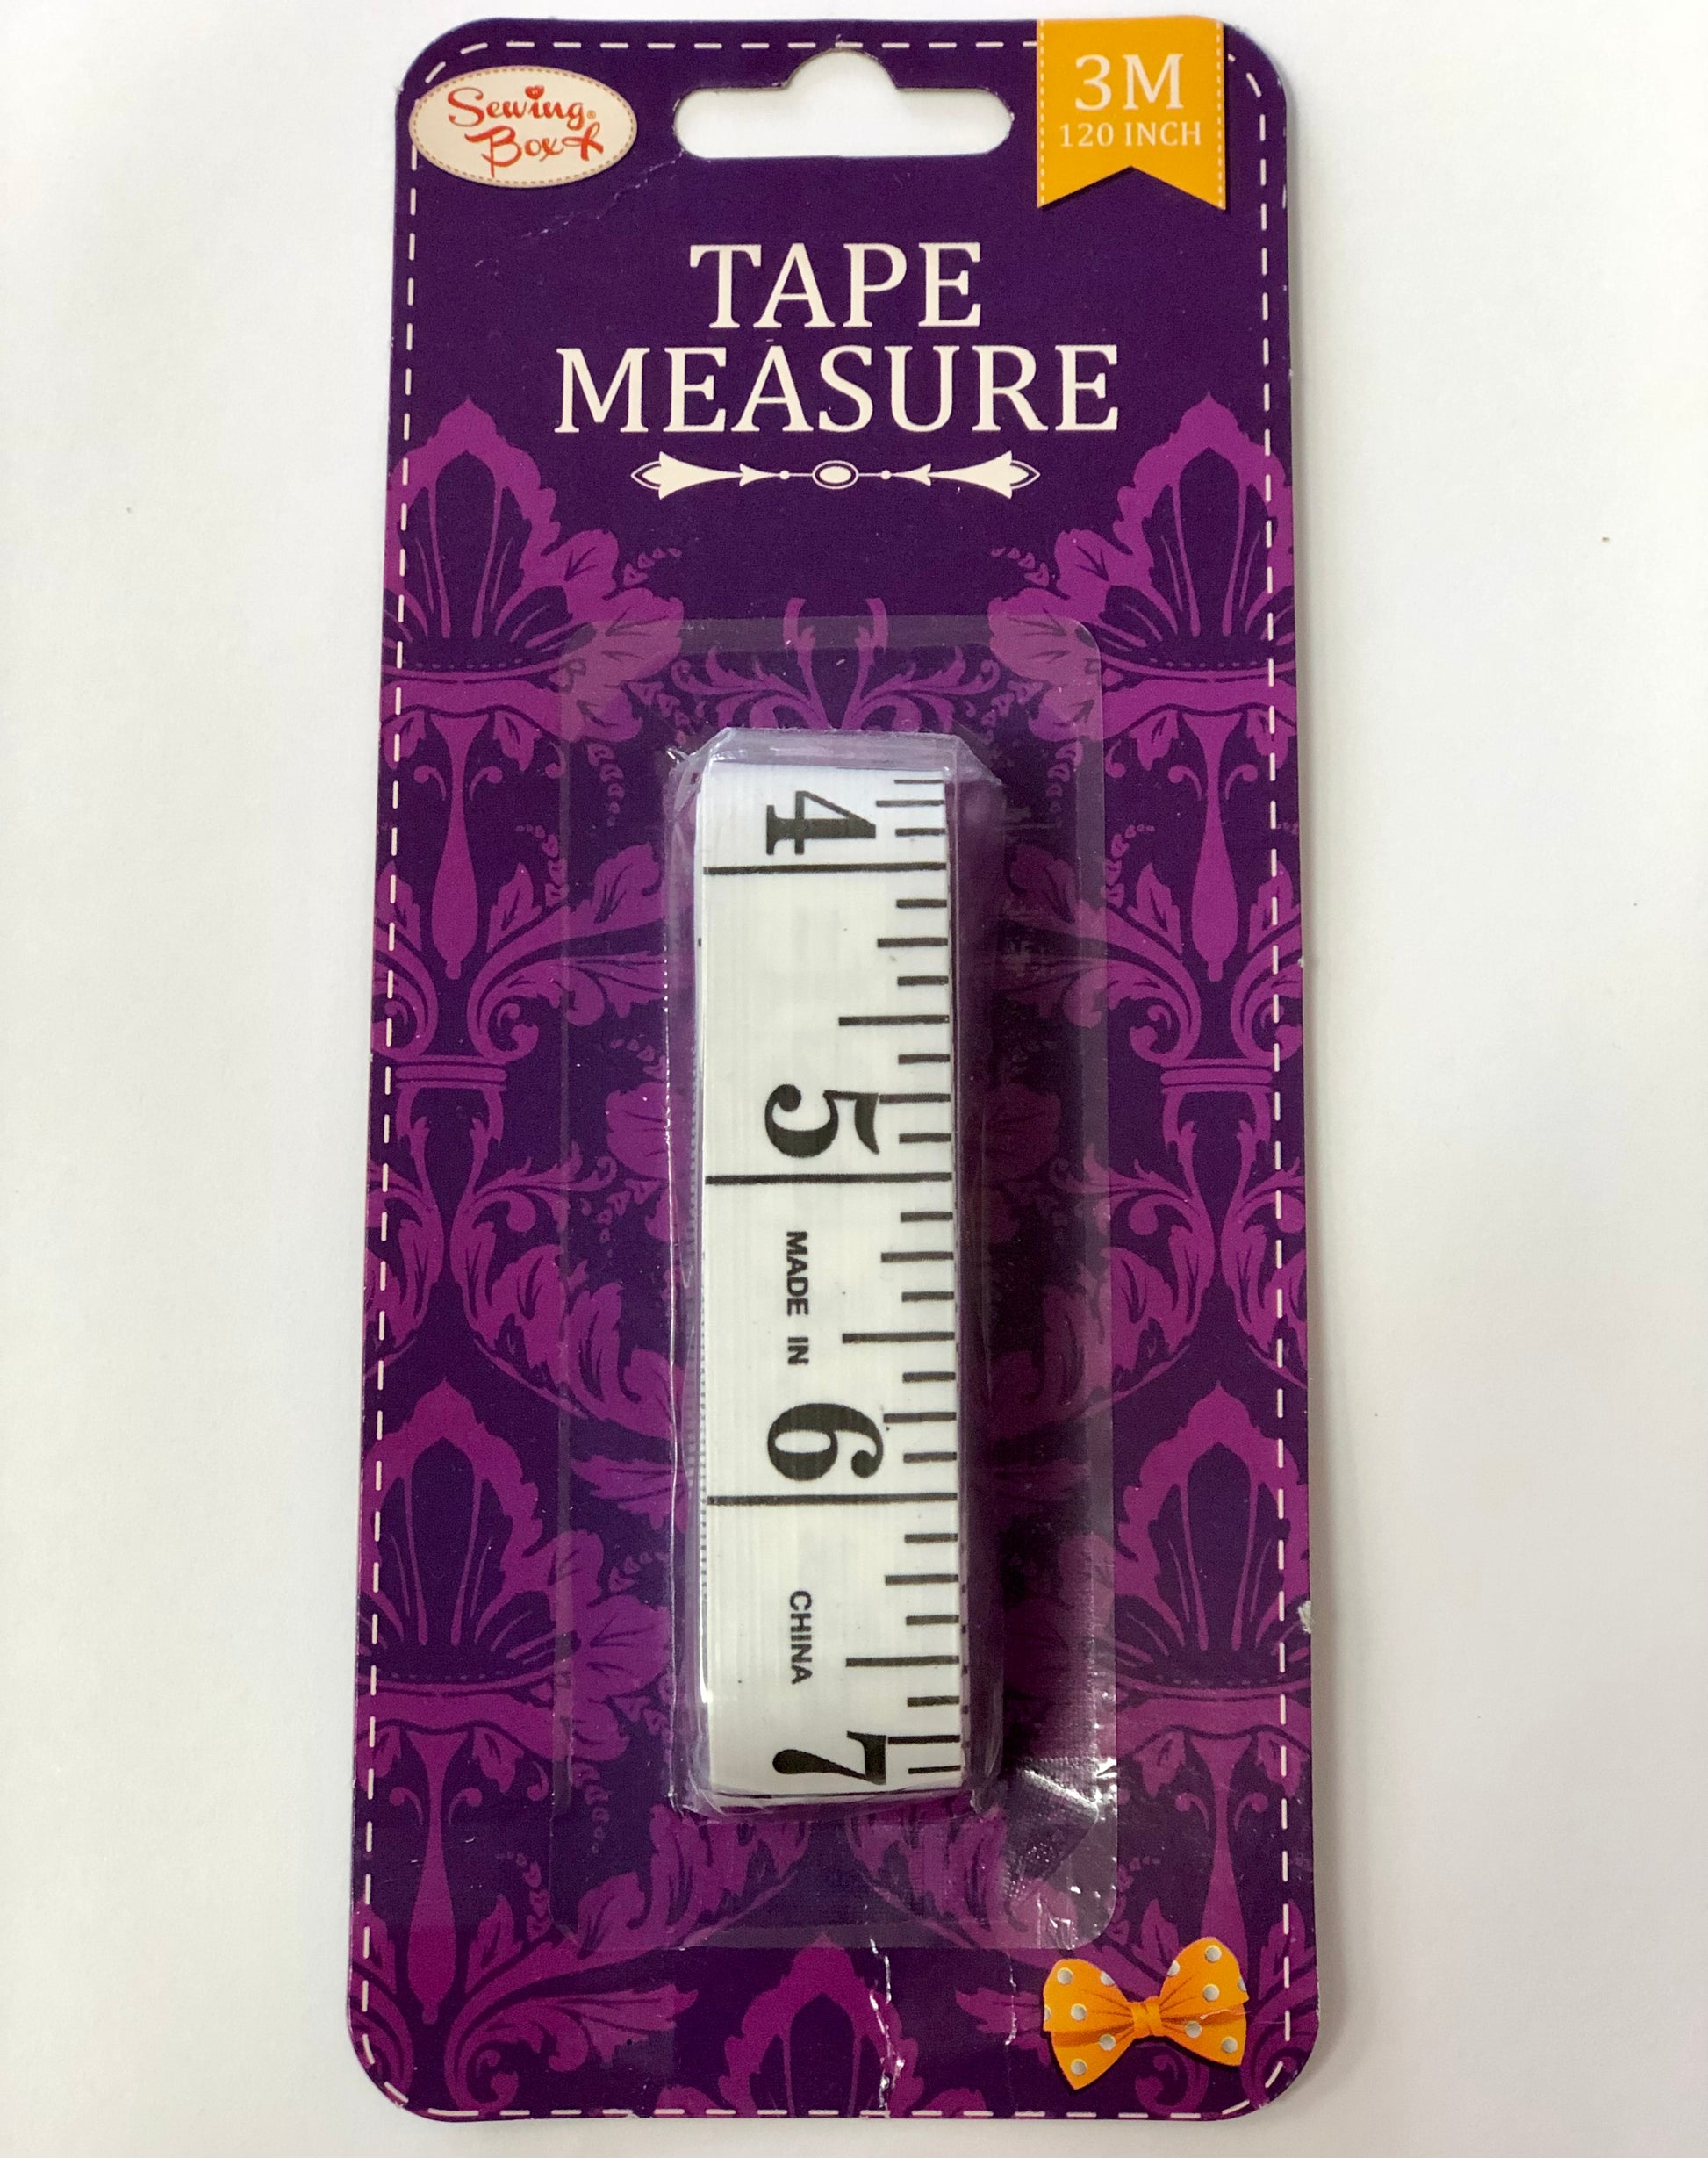 Sewing®
Box
3M
120 INCH
TAPE
MEASURE
4
5
MADE IN
6
CHINA
7